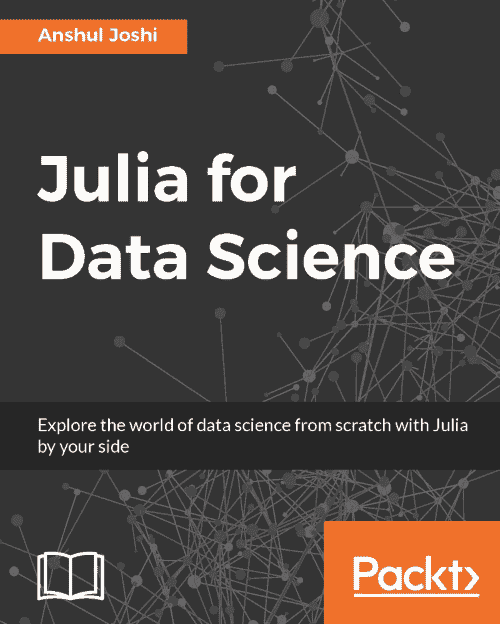 Anshul Joshi
Julia for
Data Science
Explore the world of data science from scratch with Julia
by your side
Packt>